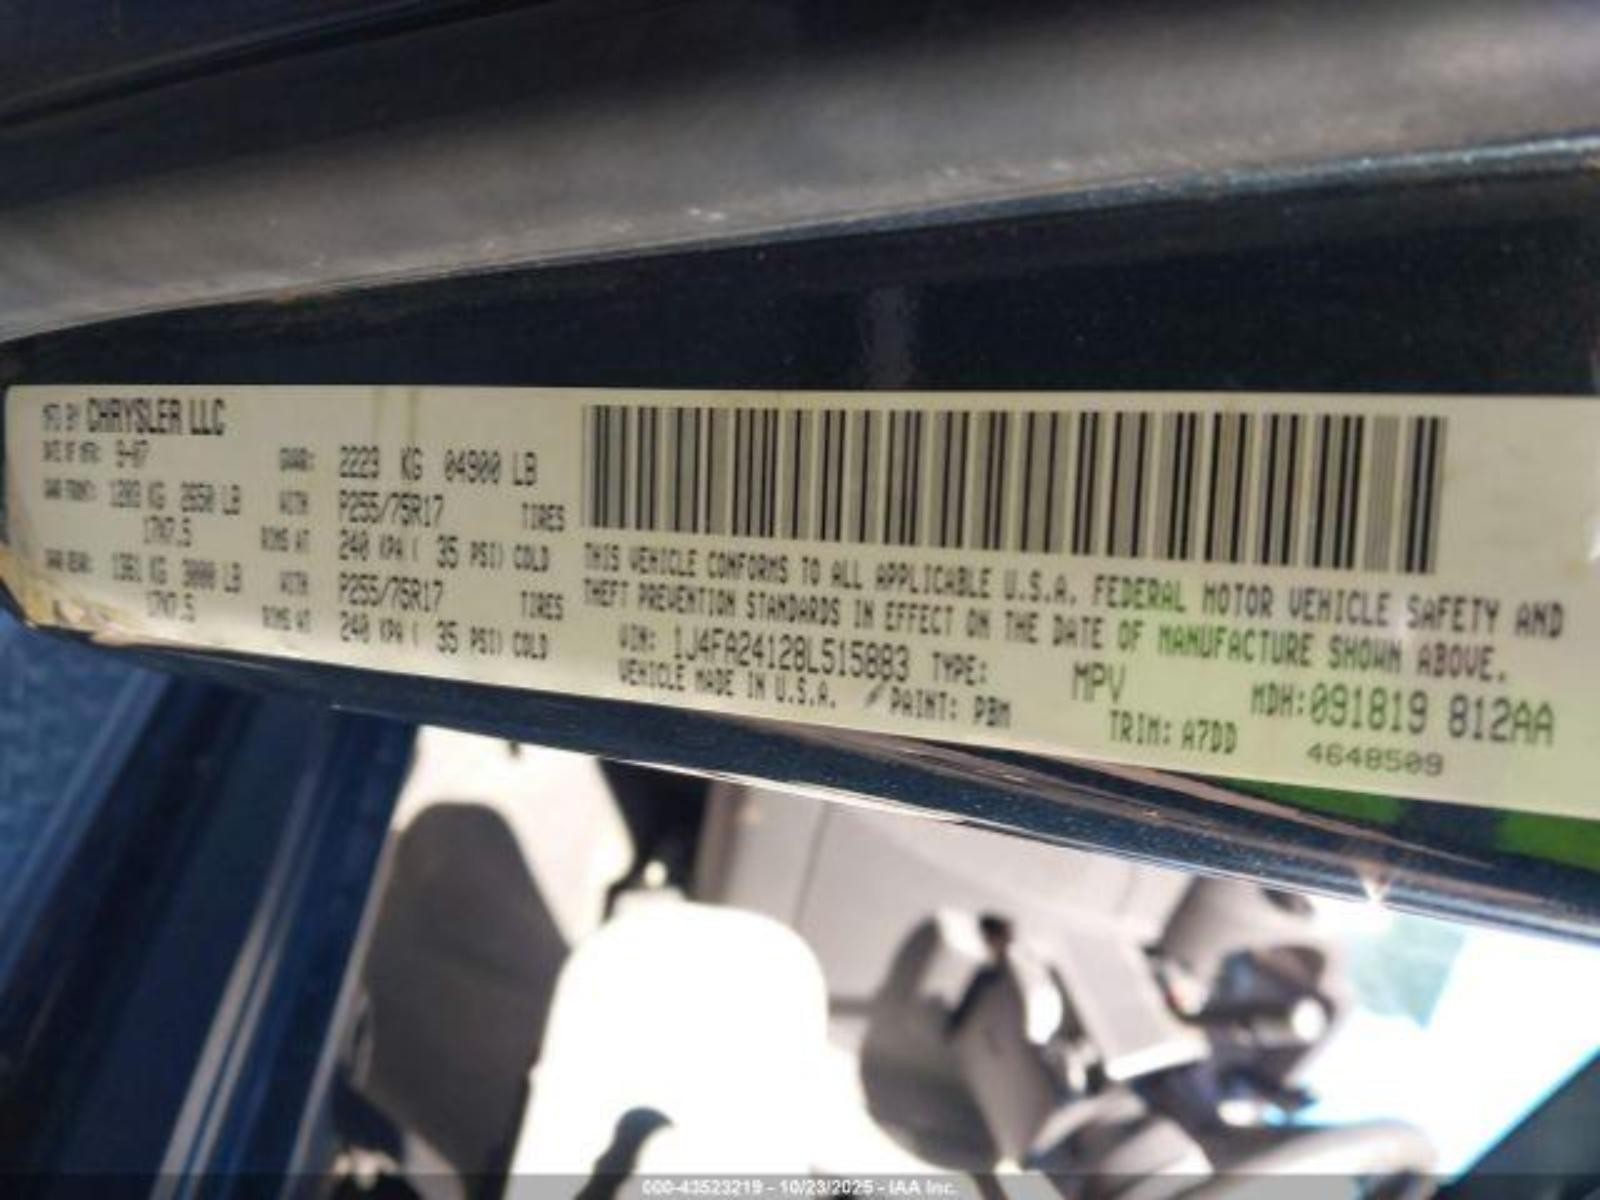 MFD BY CHRYSLER LLC
DATE OF MFR: 9-07 GVWR: 2223 KG 04900 LB
GAWR FRONT: 1203 KG 2650 LB WITH P255/75R17 TIRES
17X7.5 RIMS AT 240 KPA ( 35 PSI) COLD
GAWR REAR: 1361 KG 3000 LB WITH P255/75R17 TIRES
17X7.5 RIMS AT 240 KPA ( 35 PSI) COLD
THIS VEHICLE CONFORMS TO ALL APPLICABLE U.S.A. FEDERAL MOTOR VEHICLE SAFETY AND
THEFT PREVENTION STANDARDS IN EFFECT ON THE DATE OF MANUFACTURE SHOWN ABOVE.
VIN: 1J4FA24128L515883 TYPE: MPV MDH:091819 812AA
VEHICLE MADE IN U.S.A. PAINT: PBM TRIM: A7DD 4648509
000-43523219 - 10/23/2025 - IAA Inc.